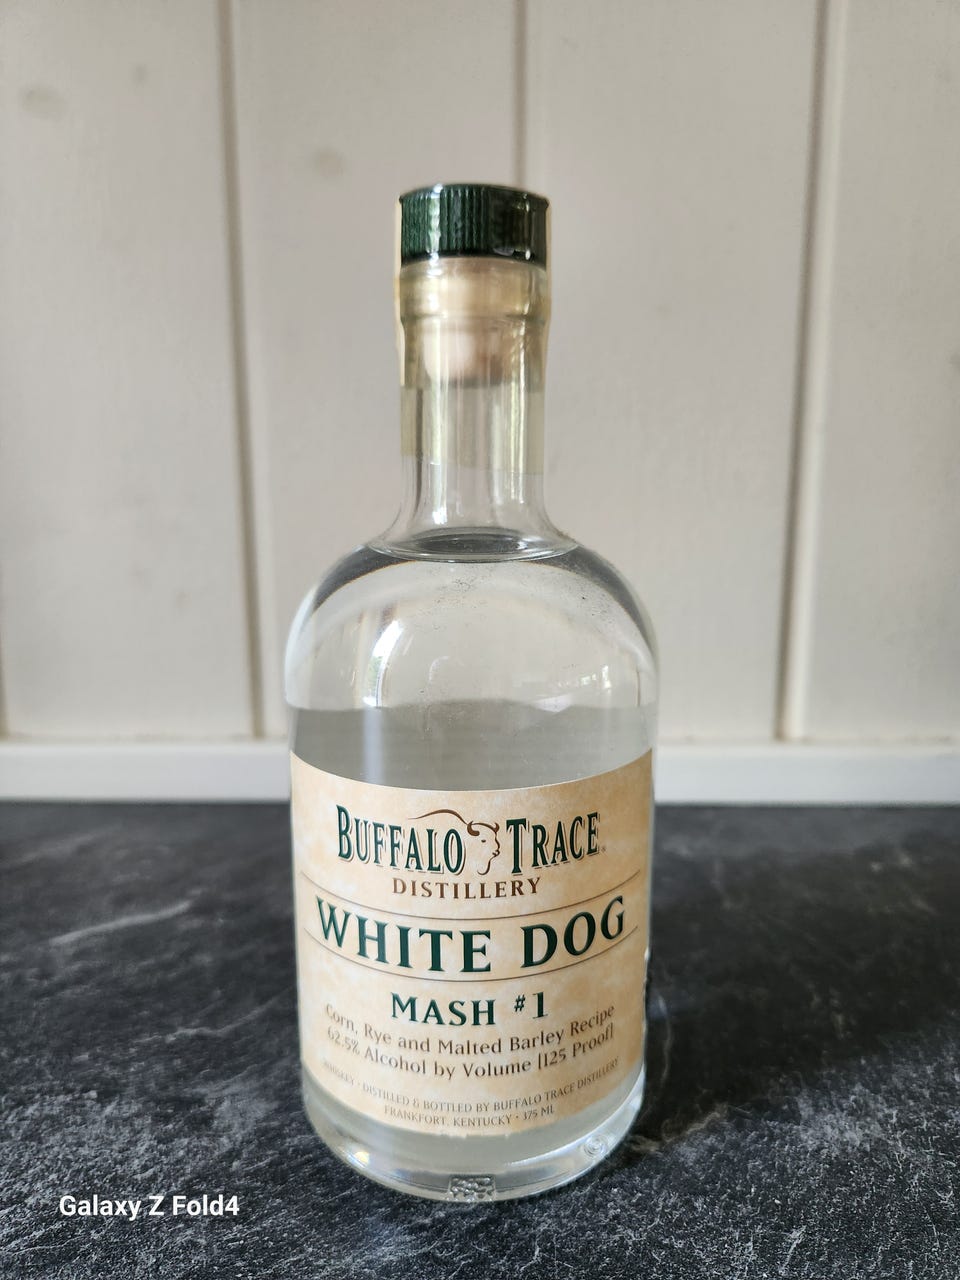 BUFFALO TRACE
DISTILLERY
WHITE DOG
MASH #1
Corn, Rye and Malted Barley Recipe
62.5% Alcohol by Volume [125 Proof]
WHISKEY · DISTILLED & BOTTLED BY BUFFALO TRACE DISTILLERY
FRANKFORT, KENTUCKY · 375 ML
Galaxy Z Fold4